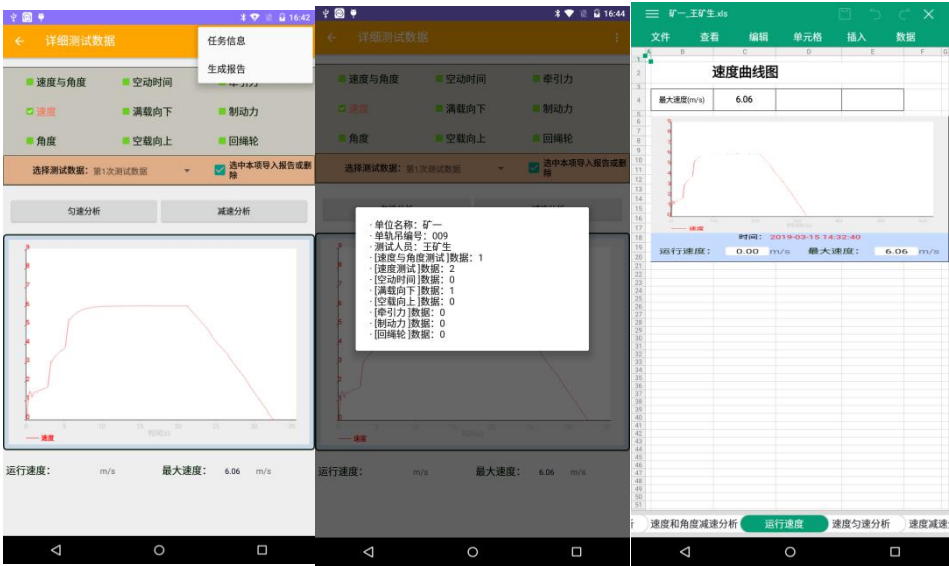 16:42
详细测试数据
任务信息
生成报告
速度与角度
空动时间
速度
满载向下
制动力
角度
空载向上
回绳轮
选择测试数据：
第1次测试数据
选中本项导入报告或删
除
匀速分析
减速分析
速度
运行速度：
m/s
最大速度：
6.06
m/s
16:44
详细测试数据
速度与角度
空动时间
牵引力
速度
满载向下
制动力
角度
空载向上
回绳轮
选择测试数据：
第1次测试数据
选中本项导入报告或删
除
· 单位名称：矿一
· 单轨吊编号：009
· 测试人员：王矿生
· [速度与角度测试]数据：1
· [速度测试]数据：2
· [空动时间]数据：0
· [满载向下]数据：1
· [空载向上]数据：0
· [牵引力]数据：0
· [制动力]数据：0
· [回绳轮]数据：0
速度
运行速度：
m/s
最大速度：
6.06
m/s
矿一_王矿生.xls
文件
查看
编辑
单元格
插入
数据
A
B
C
D
E
F
G
速度曲线图
最大速度(m/s)
6.06
速度
时间：
2019-03-15 14:32:40
运行速度：
0.00
m/s
最大速度：
6.06
m/s
速度和角度减速分析
运行速度
速度匀速分析
速度减速